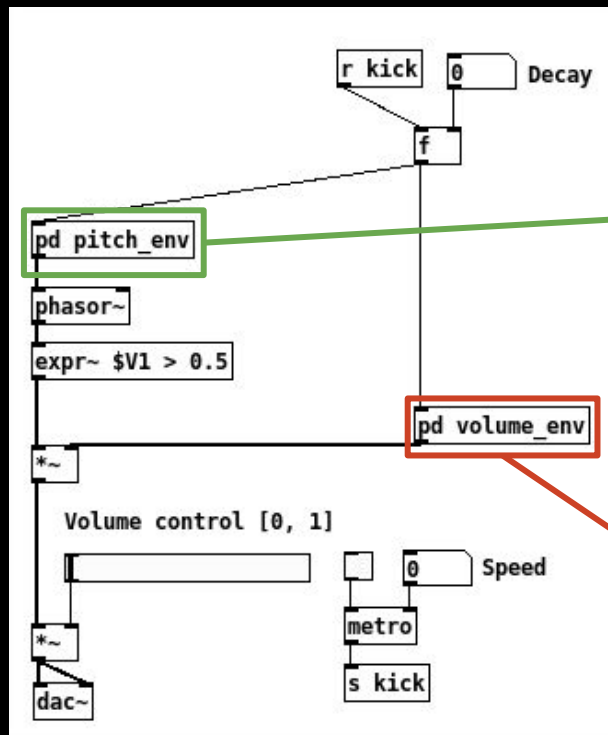 r kick
0
Decay
f
pd pitch_env
phasor~
expr~ $V1 > 0.5
pd volume_env
*~
Volume control [0, 1]
0
Speed
metro
*~
s kick
dac~